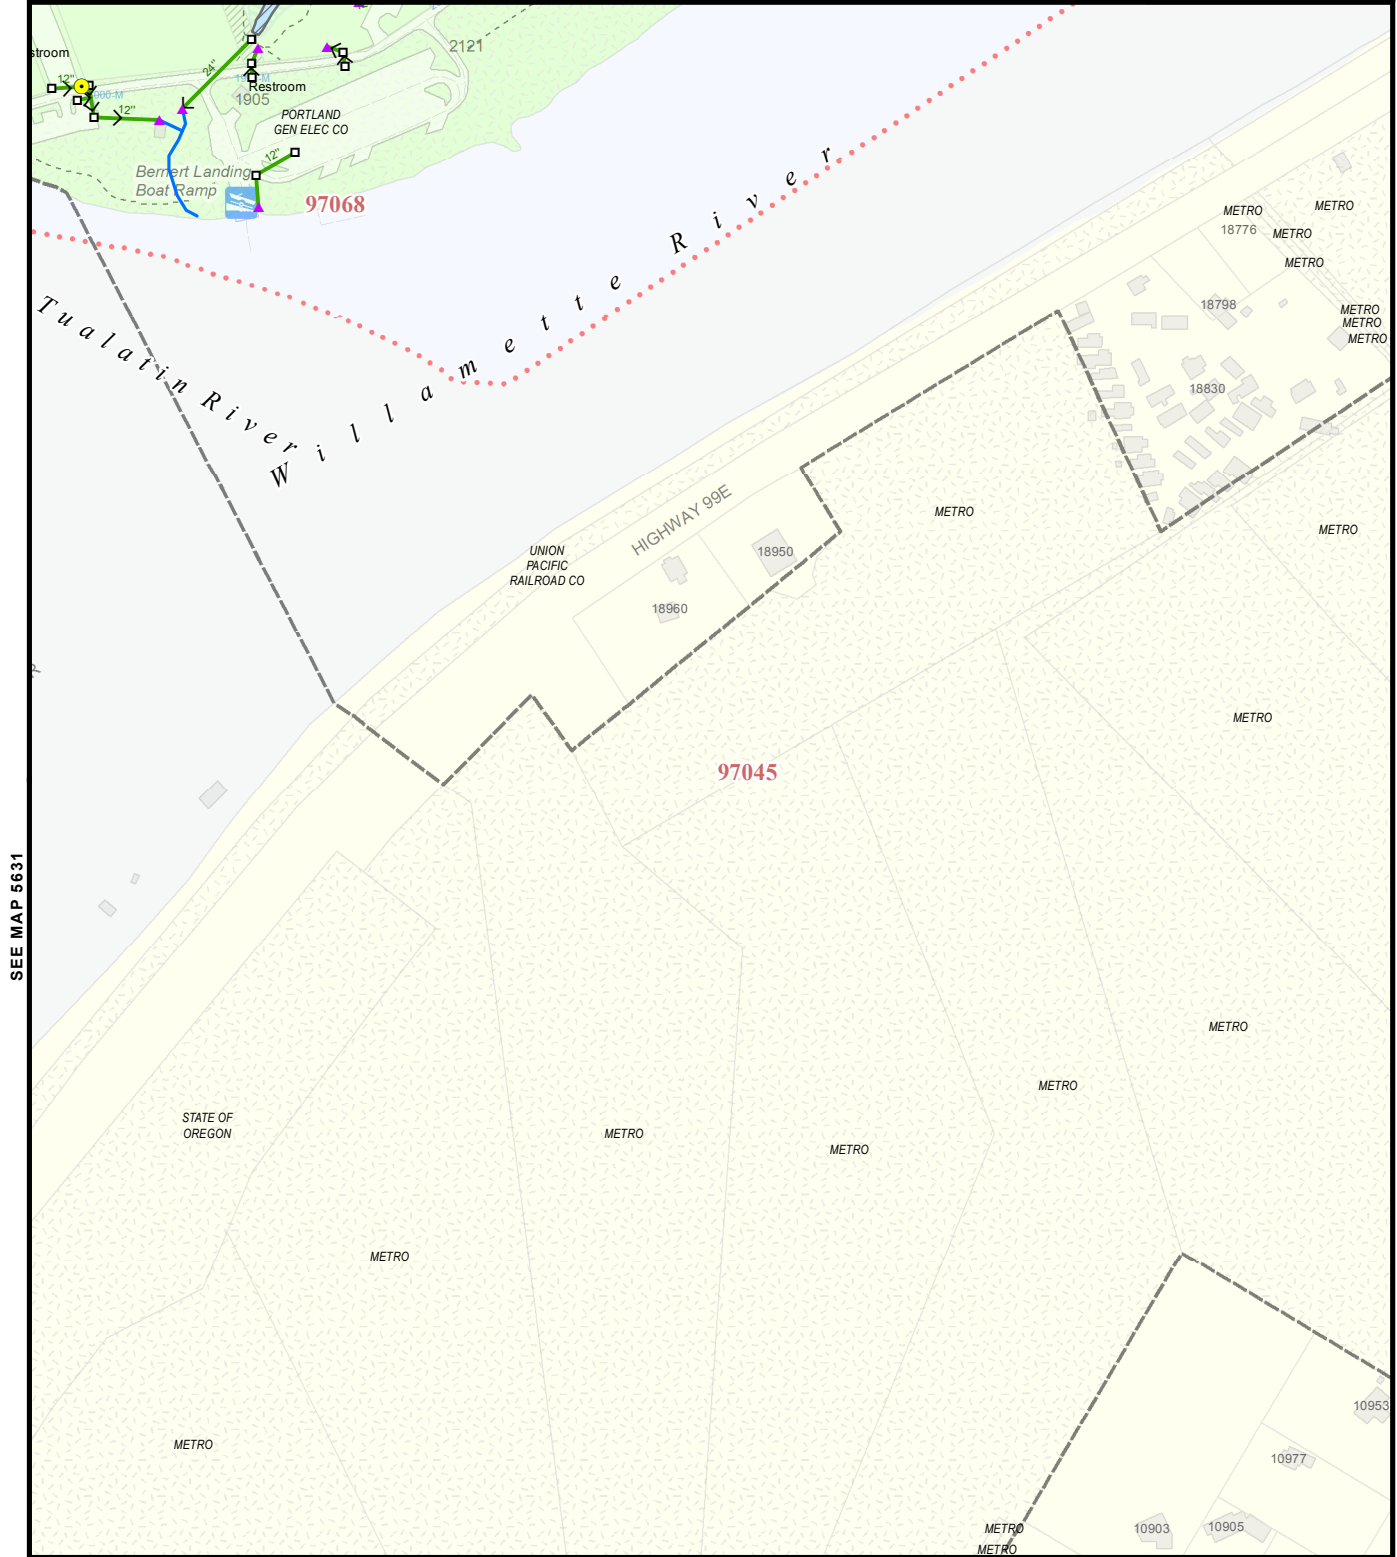 2121
stroom
24"
12"
Restroom
1905
12"
PORTLAND
GEN ELEC CO
12"
Bernert Landing
Boat Ramp
97068
Willamette River
Tualatin River
METRO
METRO
18776
METRO
METRO
18798
METRO
METRO
METRO
18830
HIGHWAY 99E
METRO
METRO
UNION
PACIFIC
RAILROAD CO
18950
18960
METRO
97045
SEE MAP 5631
METRO
METRO
STATE OF
OREGON
METRO
METRO
METRO
METRO
10953
10977
METRO
10903
10905
METRO